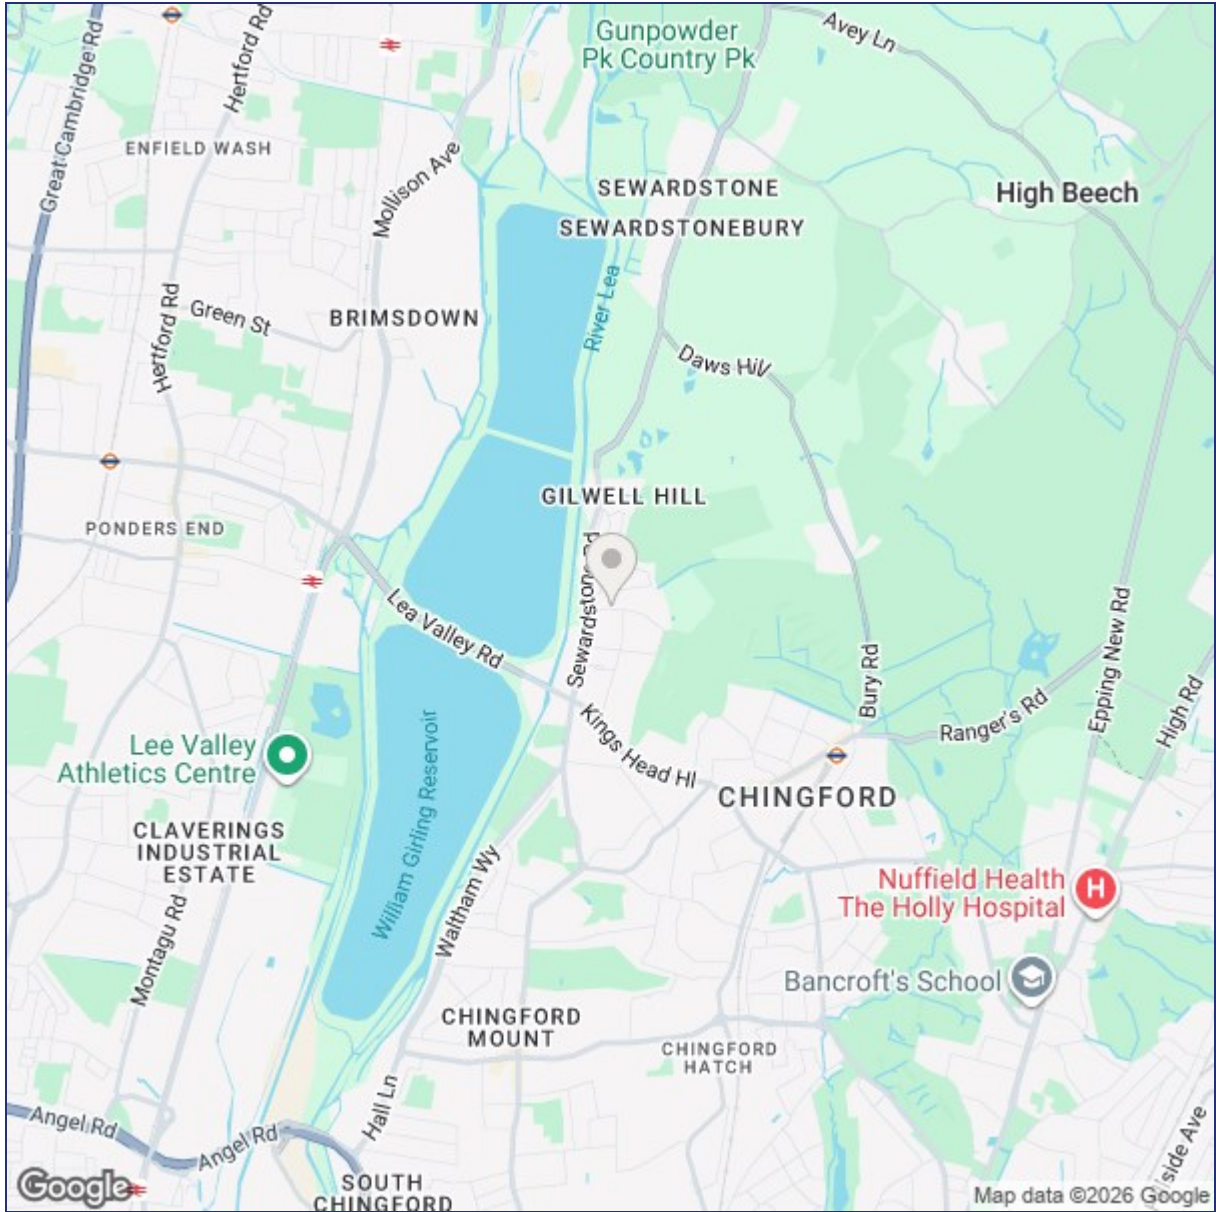 Gunpowder
Pk Country Pk
Avey Ln
Great Cambridge Rd
Hertford Rd
ENFIELD WASH
Mollison Ave
SEWARDSTONE
SEWARDSTONEBURY
High Beech
River Lea
Green St
BRIMSDOWN
Hertford Rd
Daws Hill
GILWELL HILL
PONDERS END
Sewardstone Rd
Lea Valley Rd
Epping New Rd
Bury Rd
Ranger's Rd
High Rd
Kings Head Hl
William Girling Reservoir
Lee Valley
Athletics Centre
CHINGFORD
CLAVERINGS
INDUSTRIAL
ESTATE
Waltham Wy
Nuffield Health
The Holly Hospital
H
Montagu Rd
Bancroft's School
CHINGFORD
MOUNT
CHINGFORD
HATCH
Hall Ln
Angel Rd
Angel Rd
SOUTH
CHINGFORD
side Ave
Google
Map data ©2026 Google